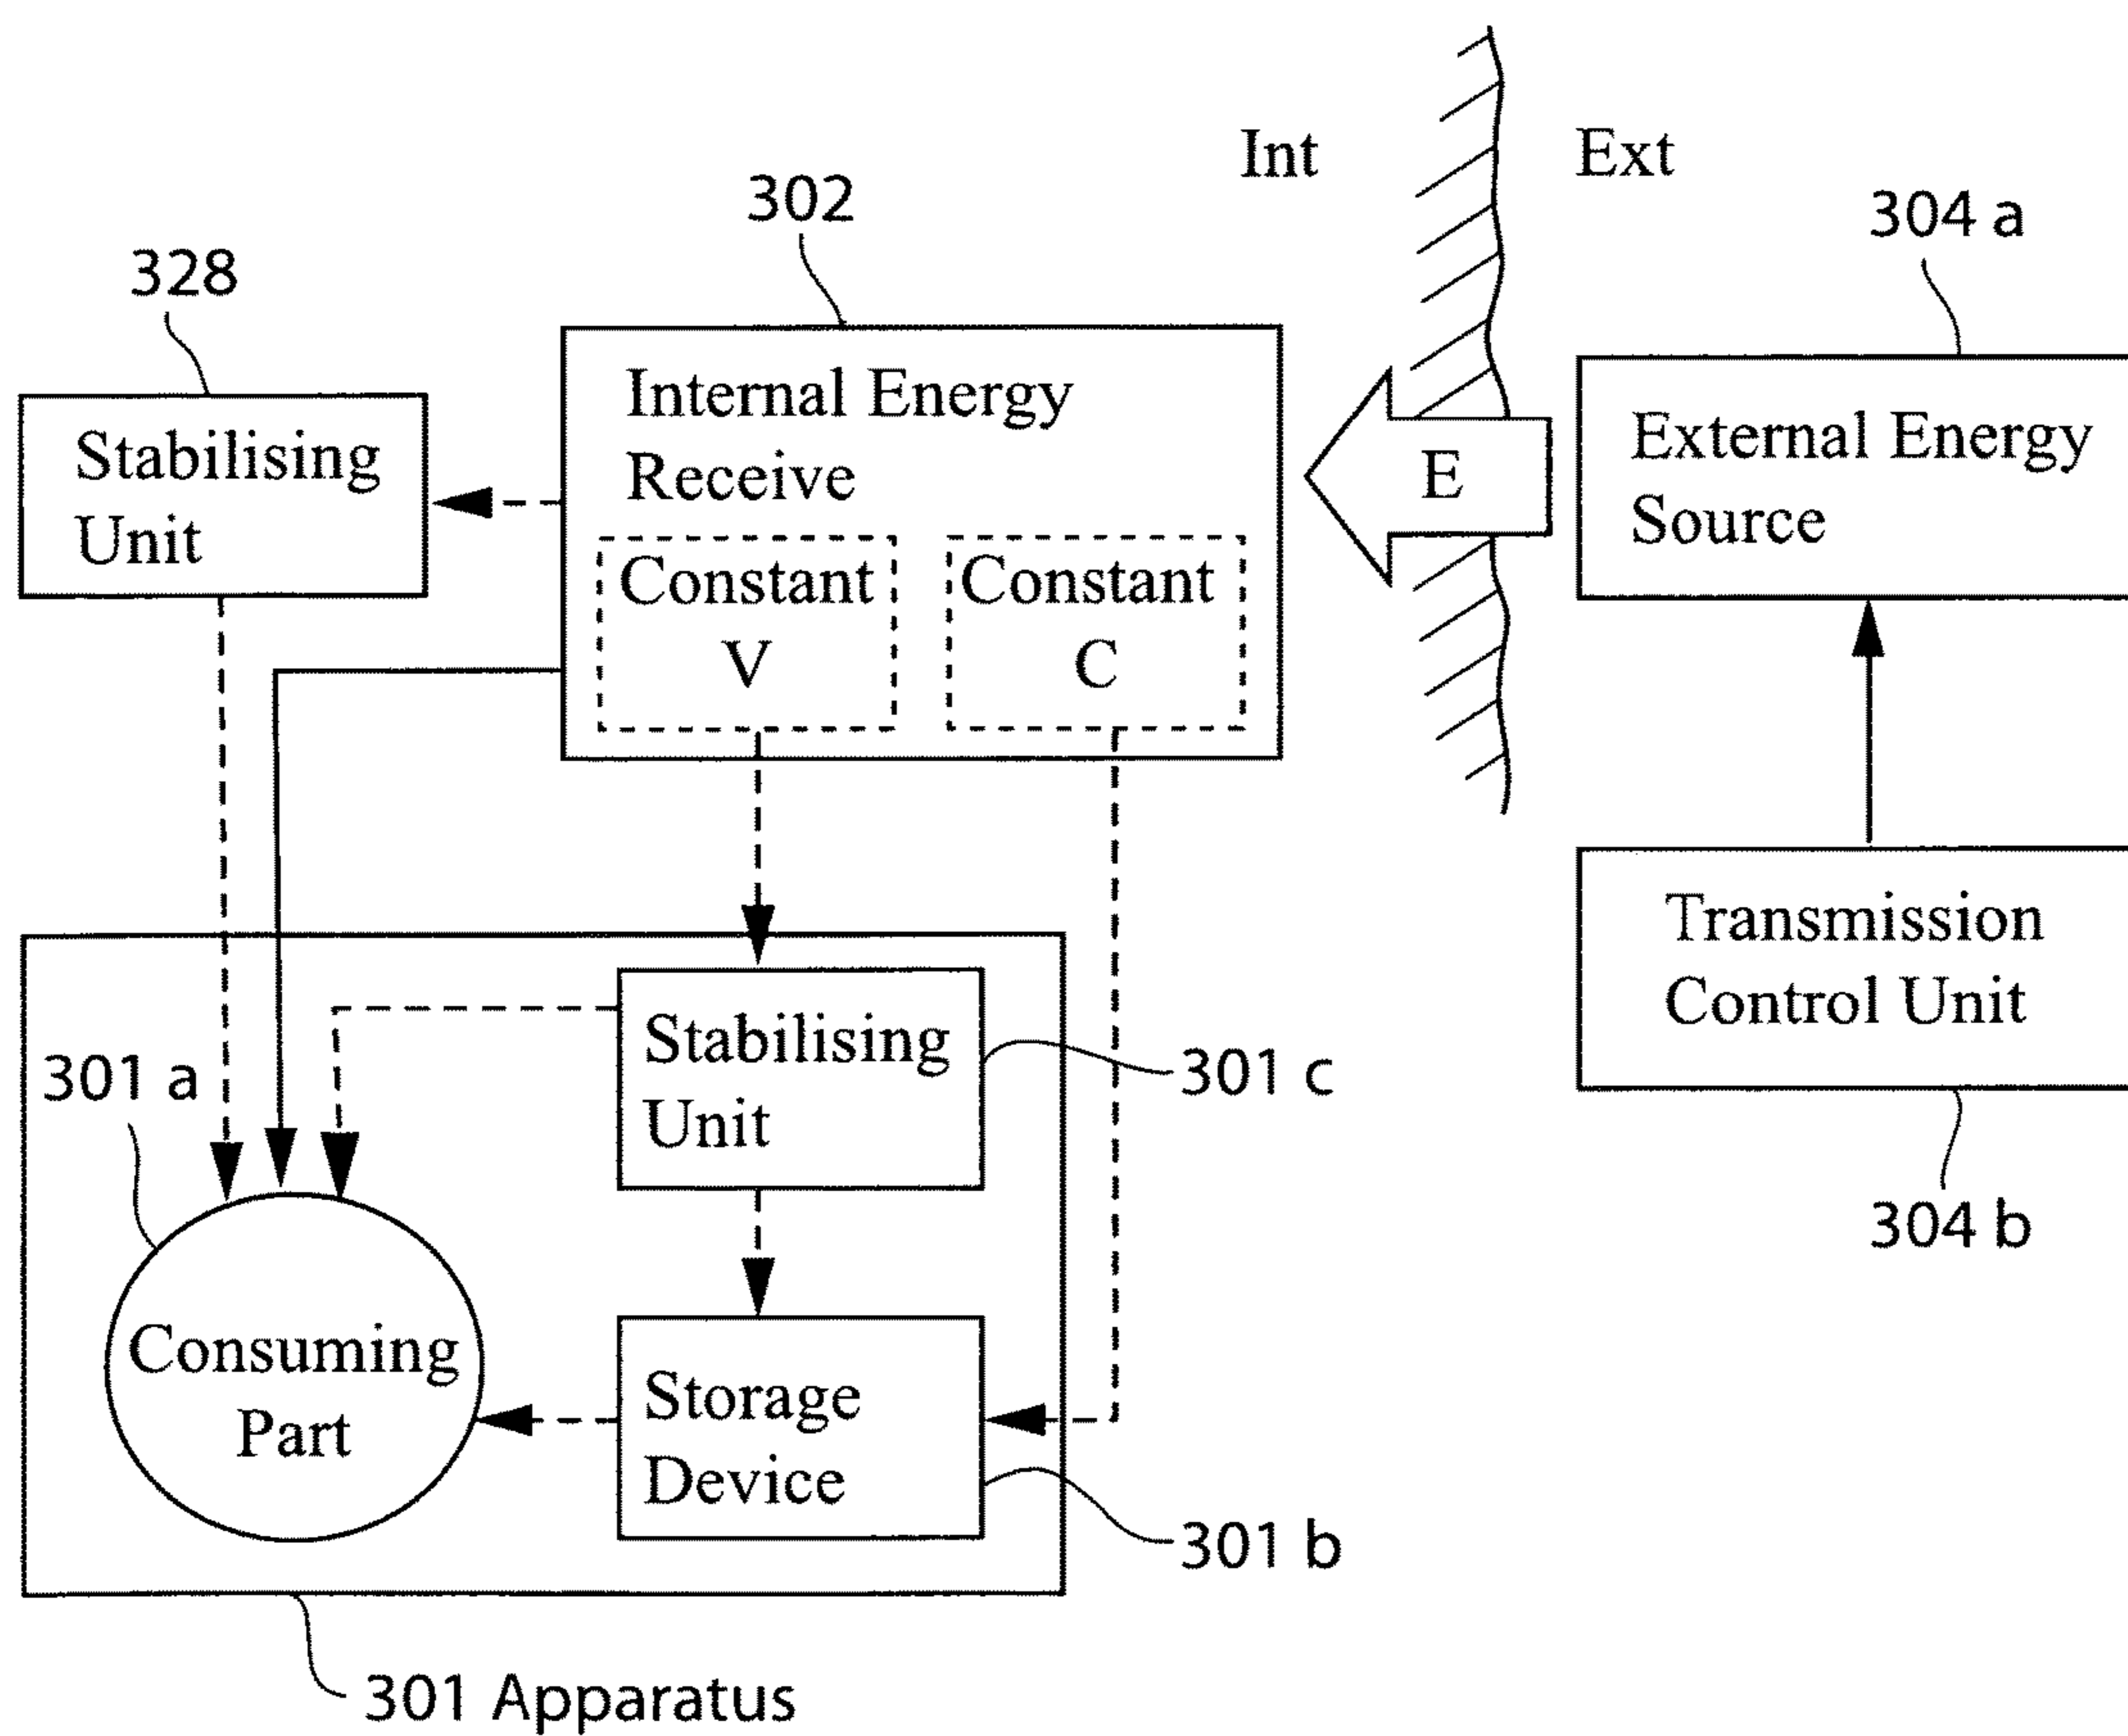 Int
Ext
302
304 a
328
Internal Energy
Receive
External Energy
Source
Stabilising
Unit
E
Constant
V
Constant
C
Transmission
Control Unit
Stabilising
Unit
301 a
301 c
304 b
Consuming
Part
Storage
Device
301 b
301 Apparatus